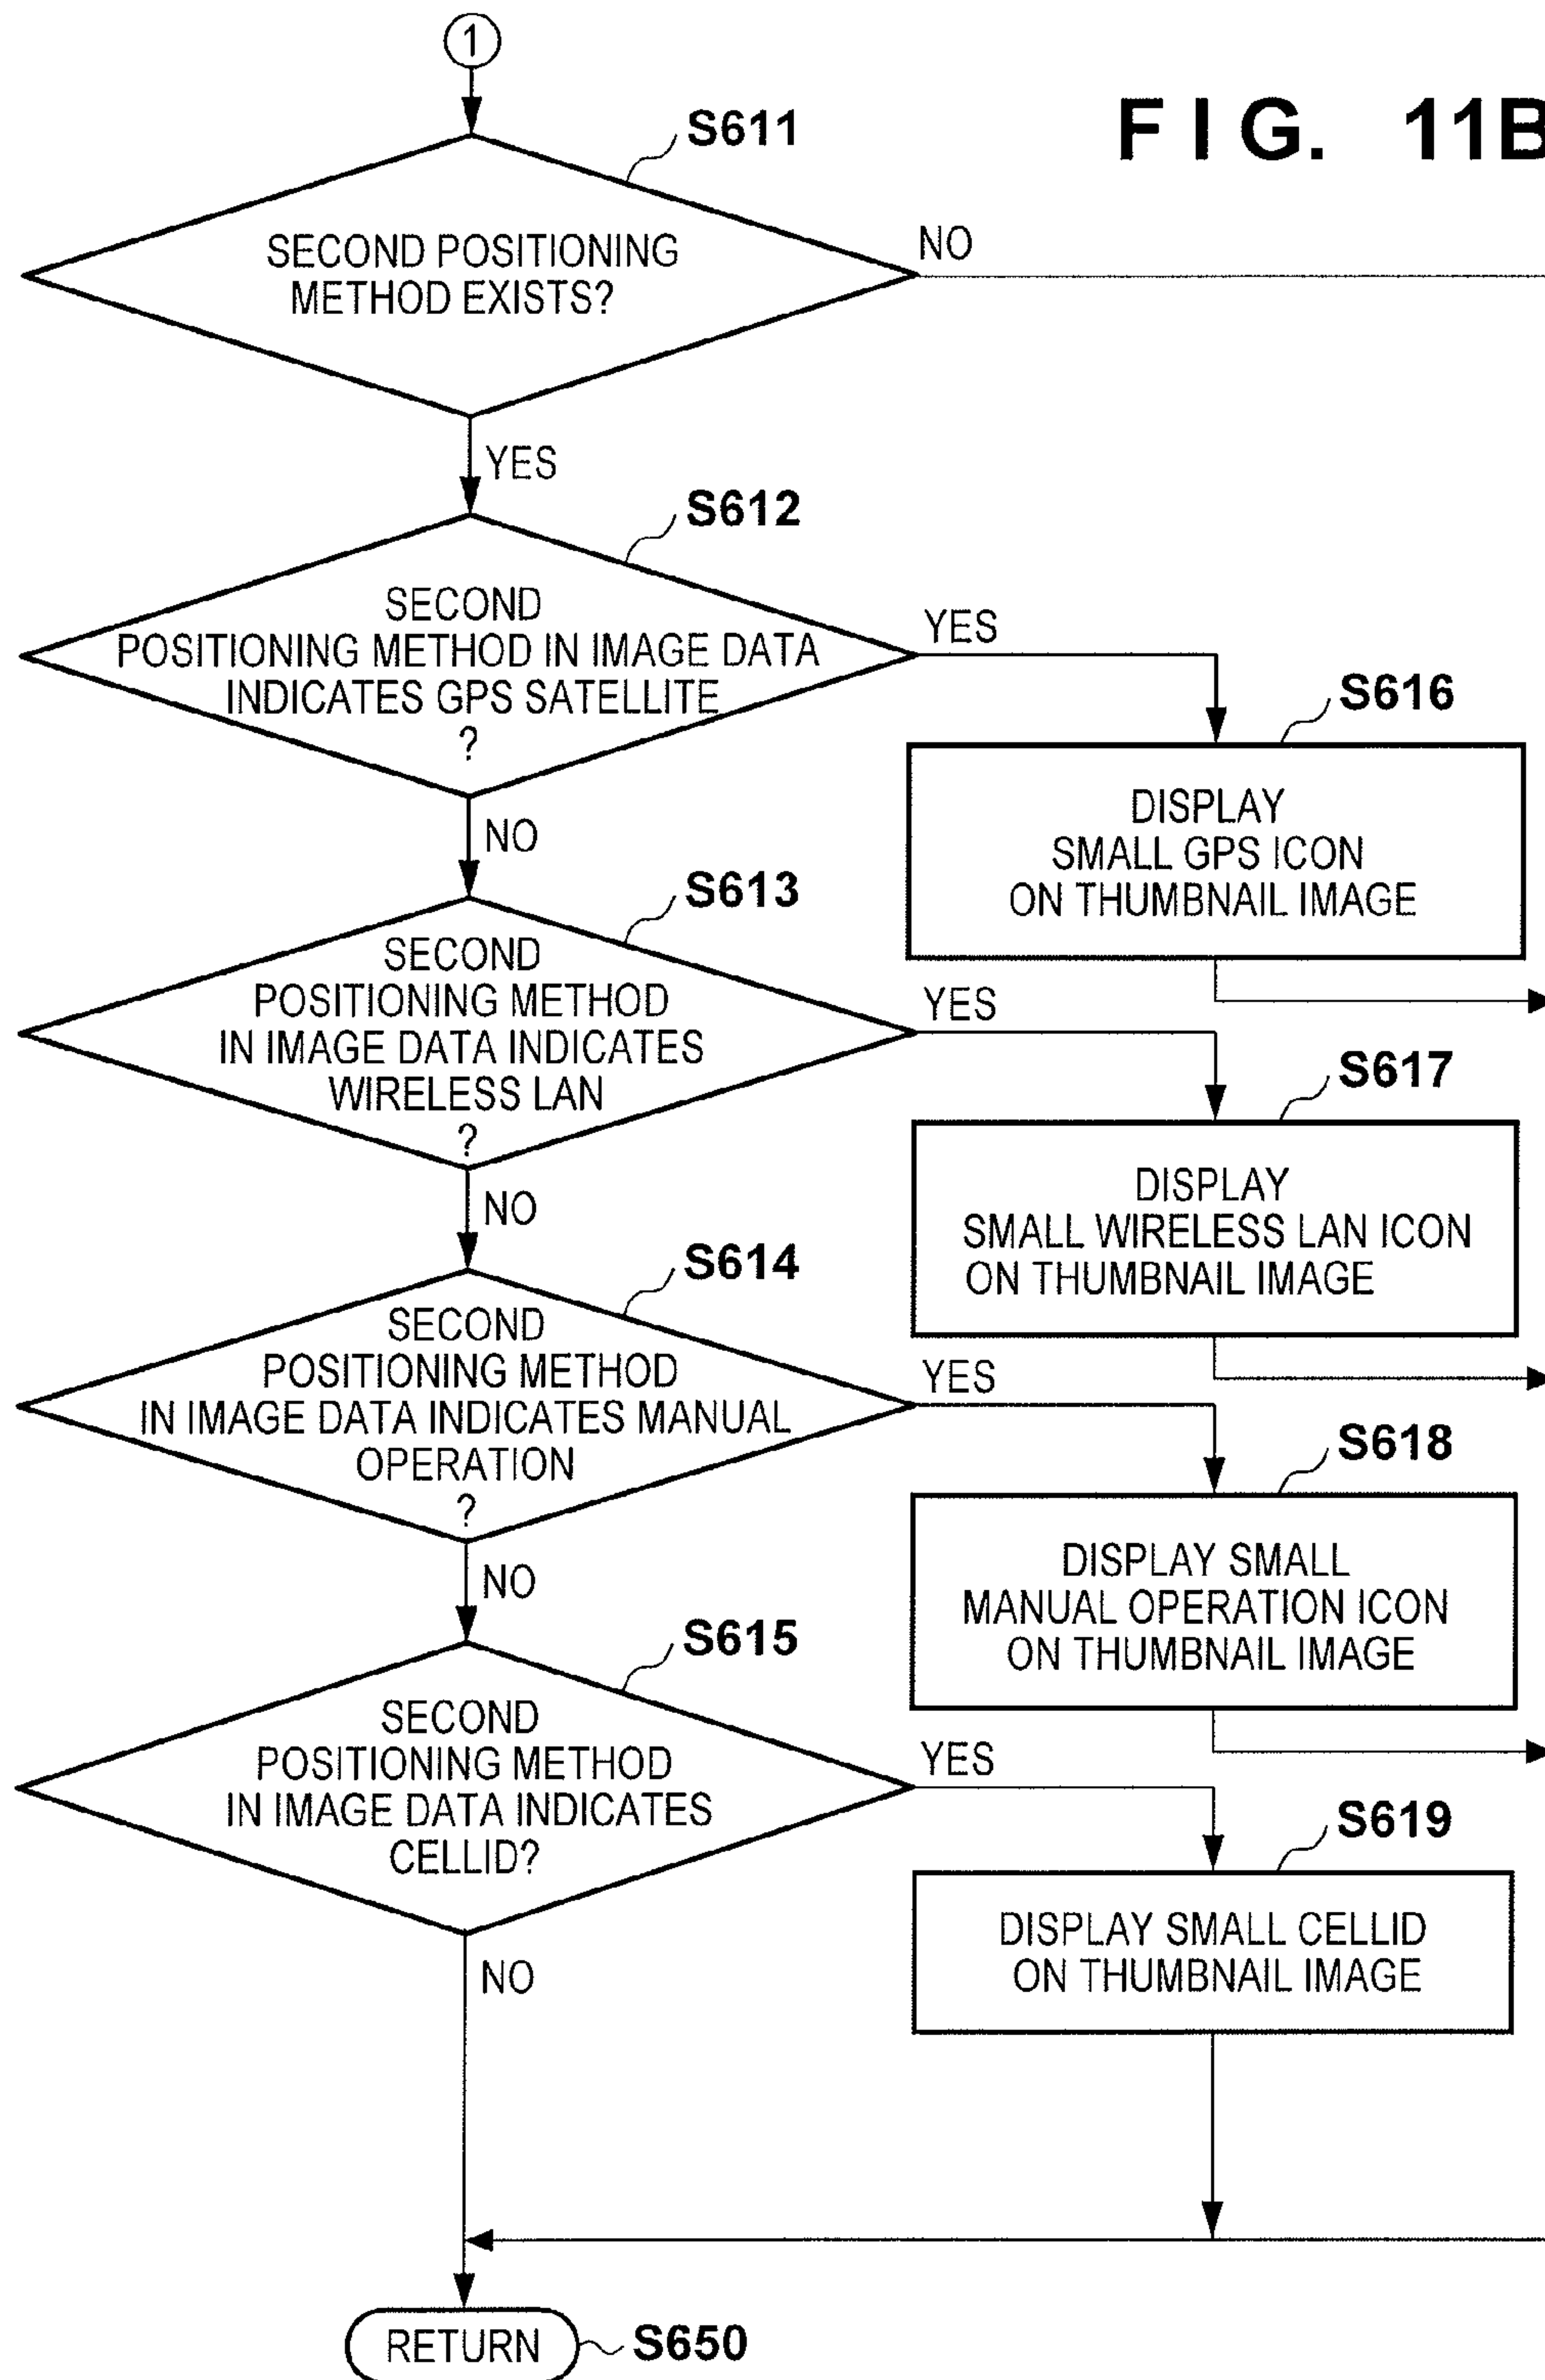 1
FIG. 11B
S611
SECOND POSITIONING
METHOD EXISTS?
NO
YES
S612
SECOND
POSITIONING METHOD IN IMAGE DATA
INDICATES GPS SATELLITE
?
YES
S616
DISPLAY
SMALL GPS ICON
ON THUMBNAIL IMAGE
NO
S613
SECOND
POSITIONING METHOD
IN IMAGE DATA INDICATES
WIRELESS LAN
?
YES
S617
DISPLAY
SMALL WIRELESS LAN ICON
ON THUMBNAIL IMAGE
NO
S614
SECOND
POSITIONING METHOD
IN IMAGE DATA INDICATES MANUAL
OPERATION
?
YES
S618
DISPLAY SMALL
MANUAL OPERATION ICON
ON THUMBNAIL IMAGE
NO
S615
SECOND
POSITIONING METHOD
IN IMAGE DATA INDICATES
CELLID?
YES
S619
DISPLAY SMALL CELLID
ON THUMBNAIL IMAGE
NO
RETURN
S650